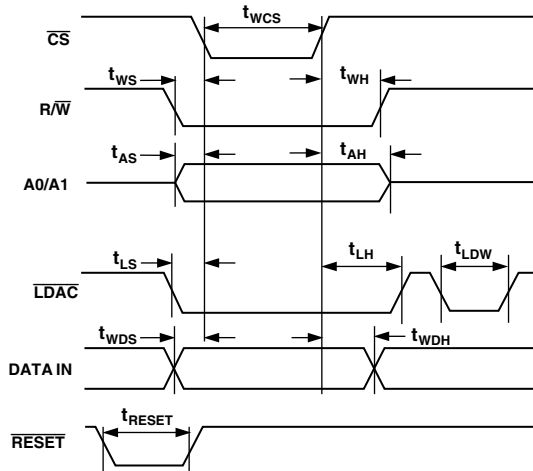 tWCS
CS
tWS
tWH
R/W
tAS
tAH
A0/A1
tLS
tLH
tLDW
LDAC
tWDS
tWDH
DATA IN
tRESET
RESET